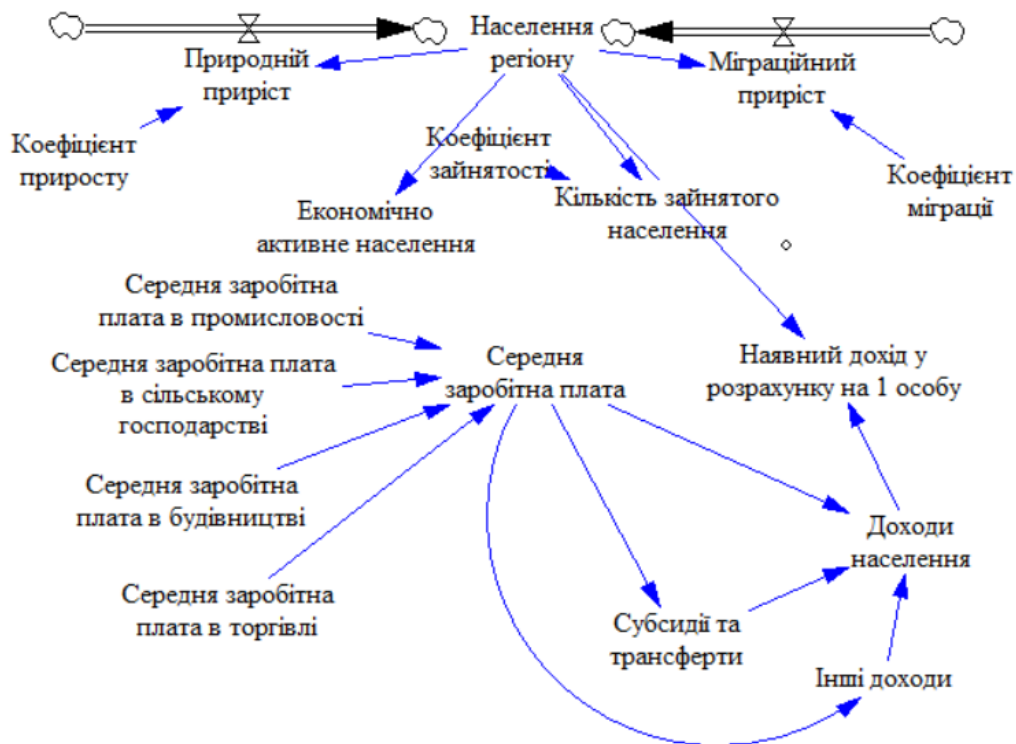 Населення
регіону
Природній
приріст
Міграційний
приріст
Коефіцієнт
приросту
Коефіцієнт
зайнятості
Коефіцієнт
міграції
Економічно
активне населення
Кількість зайнятого
населення
Середня заробітна
плата в промисловості
Середня заробітна плата
в сільському
господарстві
Середня
заробітна плата
Наявний дохід у
розрахунку на 1 особу
Середня заробітна
плата в будівництві
Доходи
населення
Середня заробітна
плата в торгівлі
Субсидії та
трансферти
Інші доходи